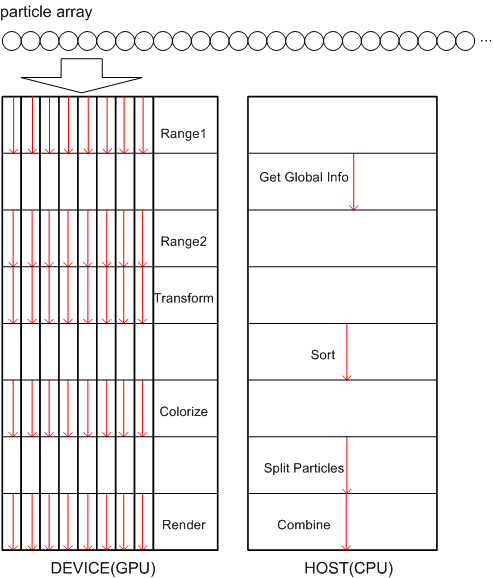 particle array
...
Range1
Get Global Info
Range2
Transform
Sort
Colorize
Split Particles
Render
Combine
DEVICE(GPU)
HOST(CPU)